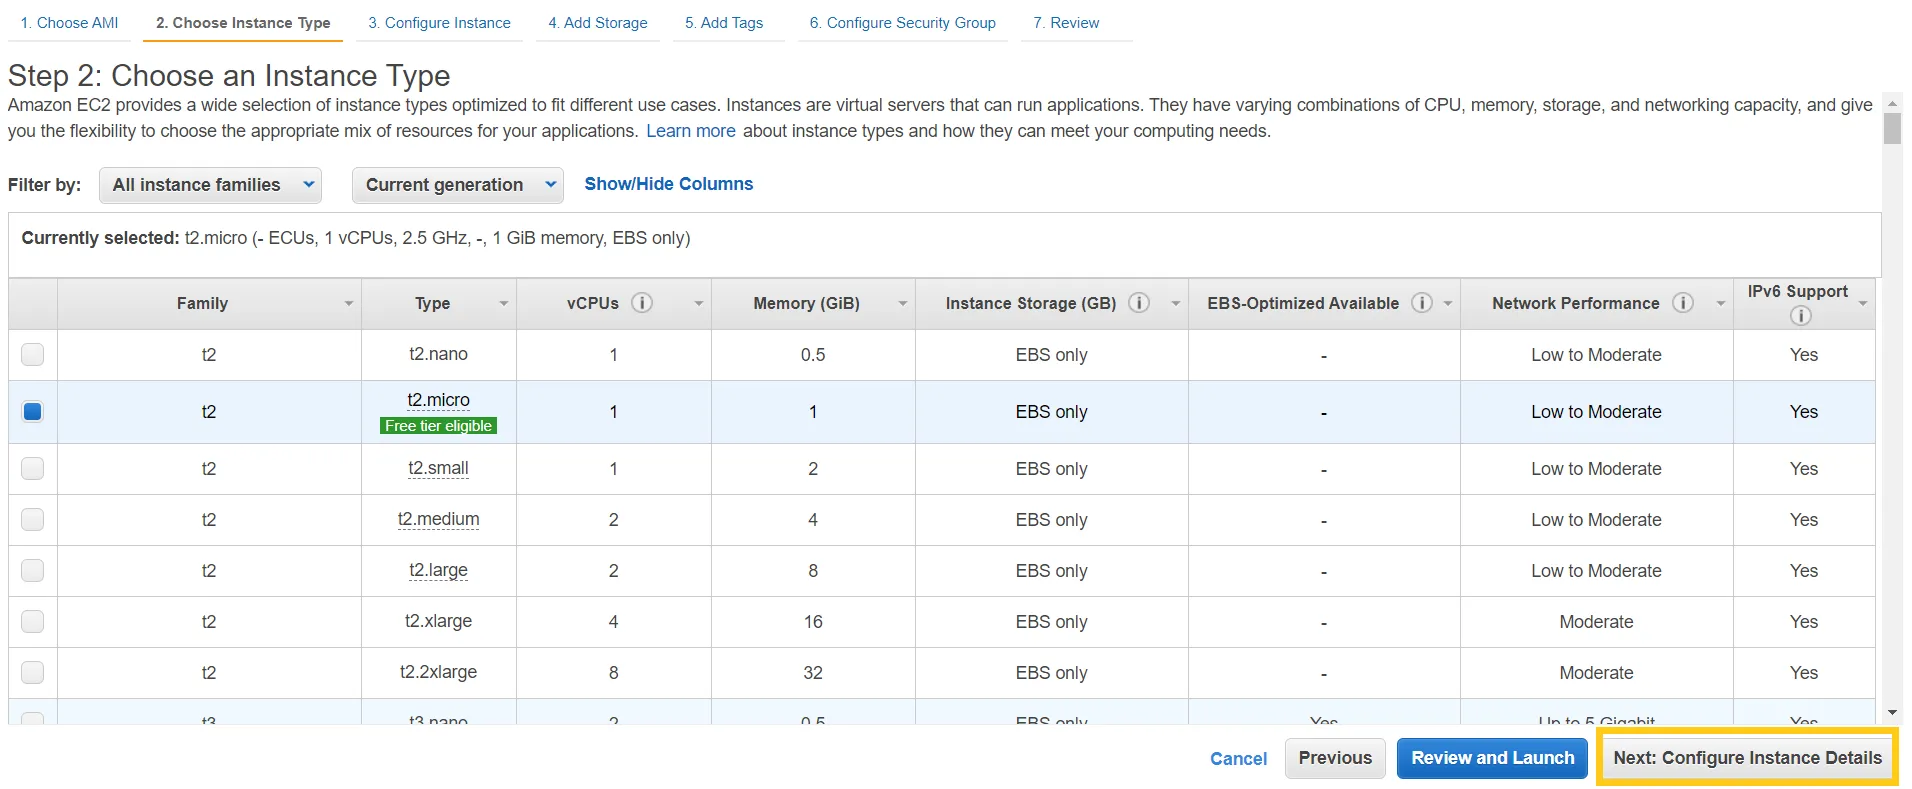 1. Choose AMI 2. Choose Instance Type 3. Configure Instance 4. Add Storage 5. Add Tags 6. Configure Security Group 7. Review
Step 2: Choose an Instance Type
Amazon EC2 provides a wide selection of instance types optimized to fit different use cases. Instances are virtual servers that can run applications. They have varying combinations of CPU, memory, storage, and networking capacity, and give
you the flexibility to choose the appropriate mix of resources for your applications. Learn more about instance types and how they can meet your computing needs.
Filter by: All instance families Current generation Show/Hide Columns
Currently selected: t2.micro (- ECUs, 1 vCPUs, 2.5 GHz, -, 1 GiB memory, EBS only)
Family Type vCPUs i Memory (GiB) Instance Storage (GB) i EBS-Optimized Available i Network Performance i IPv6 Support i
t2 t2.nano 1 0.5 EBS only - Low to Moderate Yes
t2 t2.micro 1 1 EBS only - Low to Moderate Yes
Free tier eligible
t2 t2.small 1 2 EBS only - Low to Moderate Yes
t2 t2.medium 2 4 EBS only - Low to Moderate Yes
t2 t2.large 2 8 EBS only - Low to Moderate Yes
t2 t2.xlarge 4 16 EBS only - Moderate Yes
t2 t2.2xlarge 8 32 EBS only - Moderate Yes
t3 t3.nano 2 0.5 EBS only Yes Up to 5 Gigabit Yes
Cancel Previous Review and Launch Next: Configure Instance Details